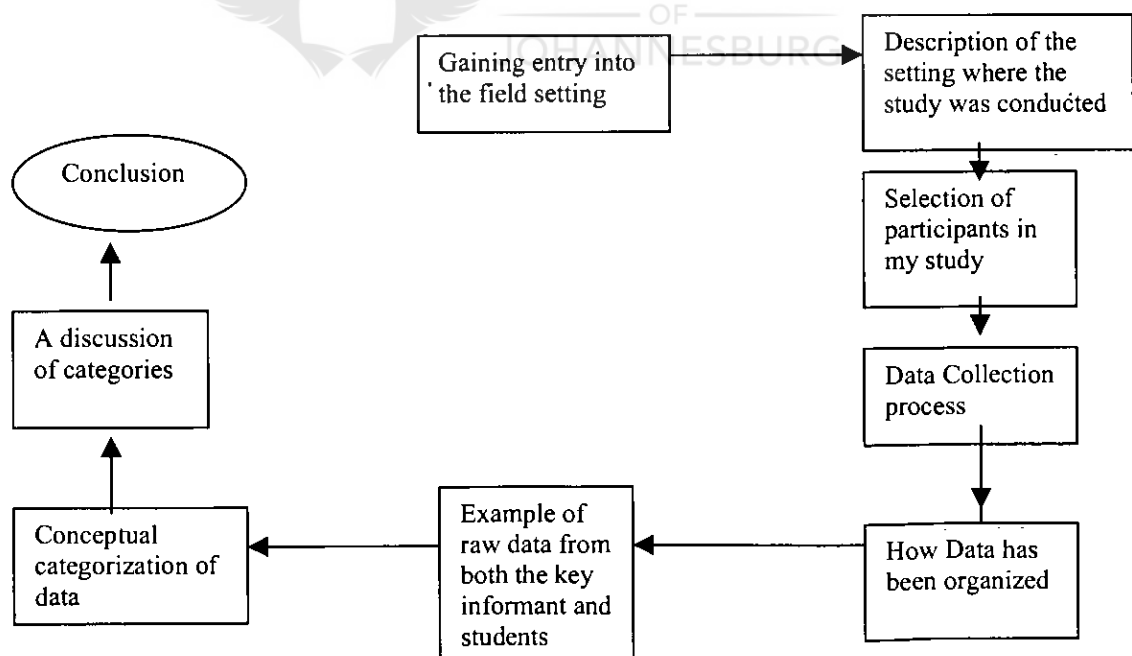 OF
JOHANNESBURG
Gaining entry into
the field setting
Description of the
setting where the
study was conducted
Selection of
participants in
my study
Data Collection
process
How Data has
been organized
Example of
raw data from
both the key
informant and
students
Conceptual
categorization of
data
A discussion
of categories
Conclusion